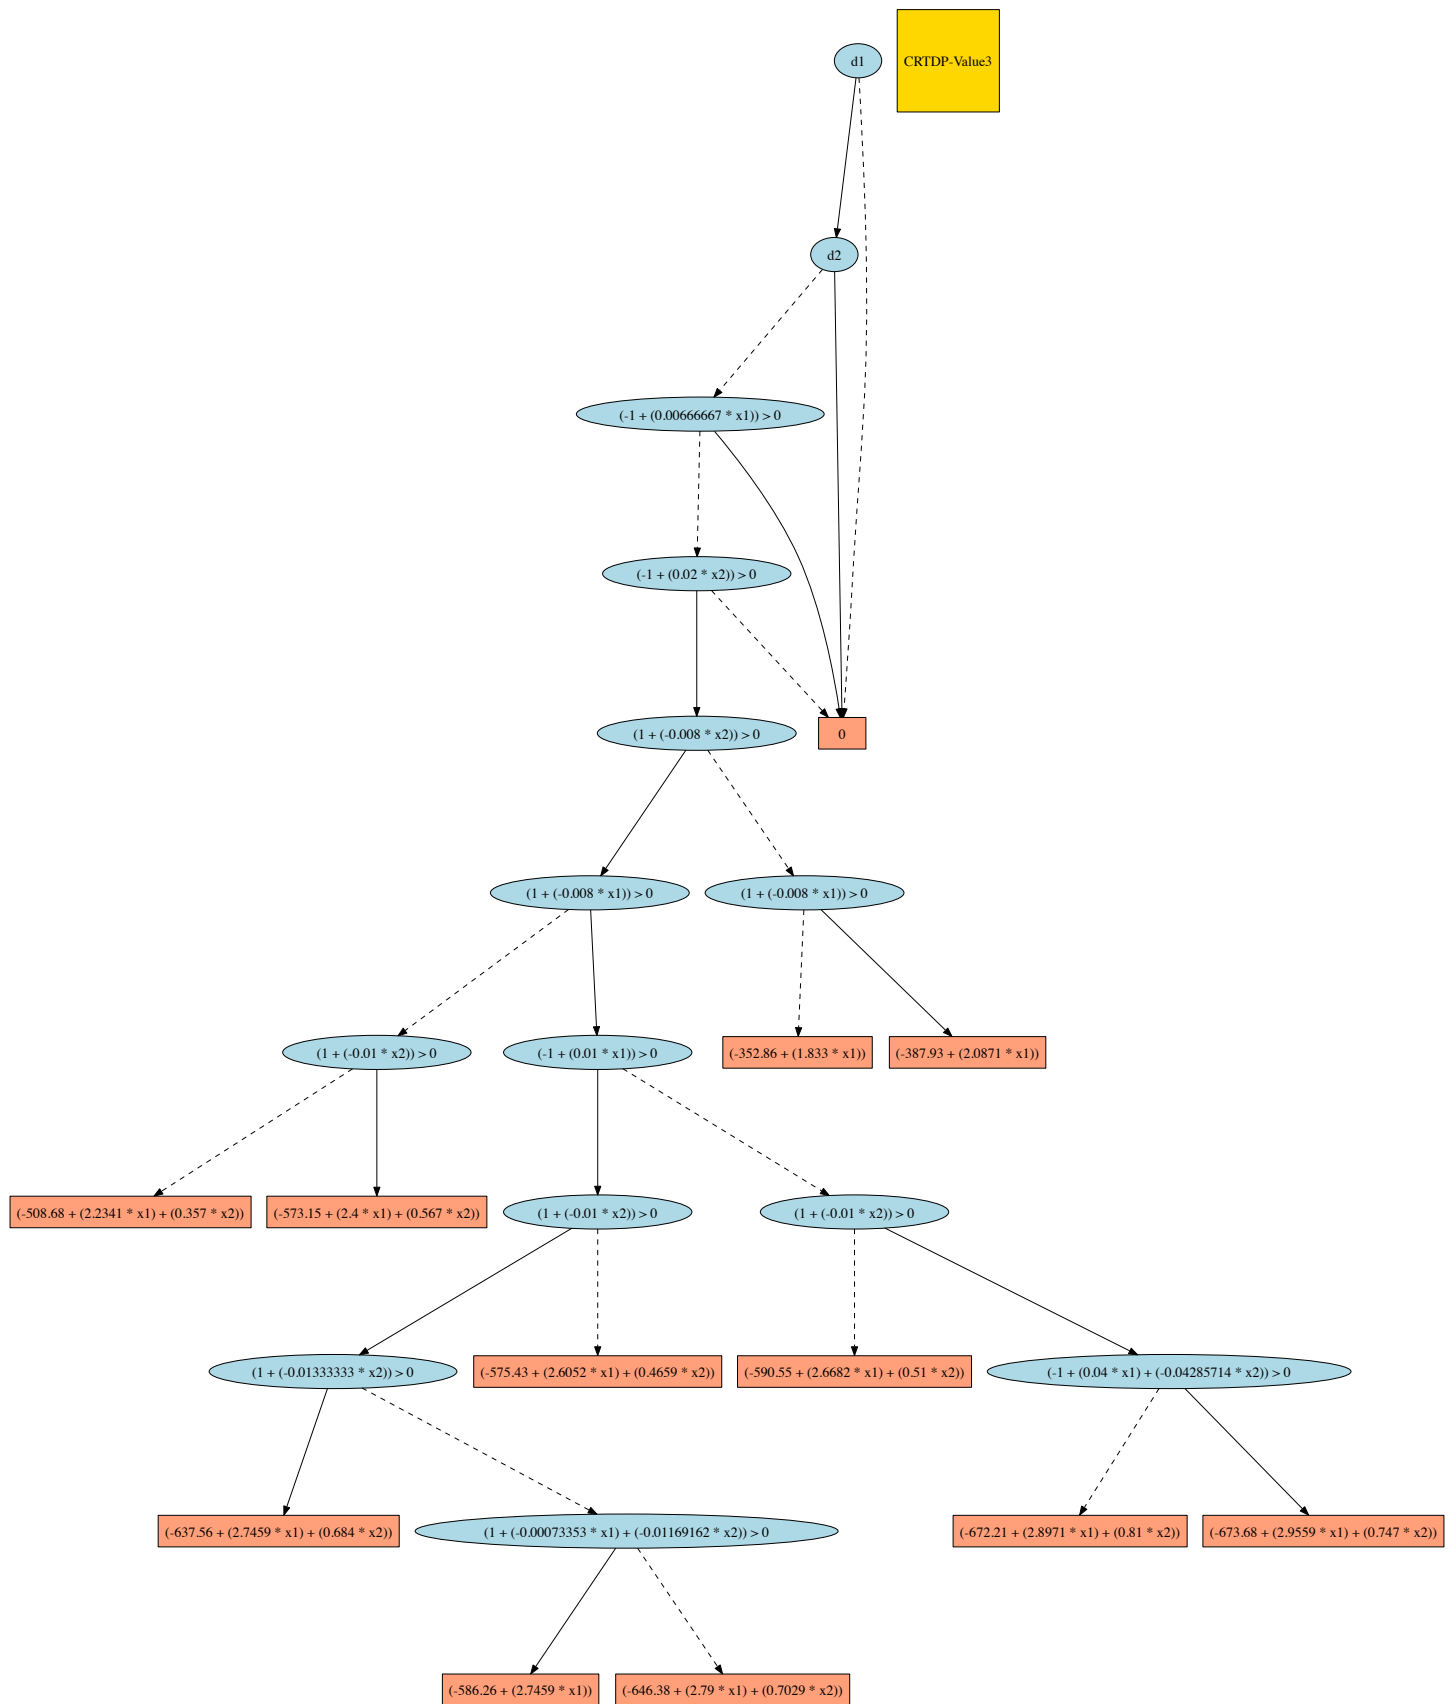 d1
CRTDP-Value3
d2
(-1 + (0.00666667 * x1)) > 0
(-1 + (0.02 * x2)) > 0
(1 + (-0.008 * x2)) > 0
0
(1 + (-0.008 * x1)) > 0
(1 + (-0.008 * x1)) > 0
(1 + (-0.01 * x2)) > 0
(-1 + (0.01 * x1)) > 0
(-352.86 + (1.833 * x1))
(-387.93 + (2.0871 * x1))
(-508.68 + (2.2341 * x1) + (0.357 * x2))
(-573.15 + (2.4 * x1) + (0.567 * x2))
(1 + (-0.01 * x2)) > 0
(1 + (-0.01 * x2)) > 0
(1 + (-0.01333333 * x2)) > 0
(-575.43 + (2.6052 * x1) + (0.4659 * x2))
(-590.55 + (2.6682 * x1) + (0.51 * x2))
(-1 + (0.04 * x1) + (-0.04285714 * x2)) > 0
(-637.56 + (2.7459 * x1) + (0.684 * x2))
(1 + (-0.00073353 * x1) + (-0.01169162 * x2)) > 0
(-672.21 + (2.8971 * x1) + (0.81 * x2))
(-673.68 + (2.9559 * x1) + (0.747 * x2))
(-586.26 + (2.7459 * x1))
(-646.38 + (2.79 * x1) + (0.7029 * x2))